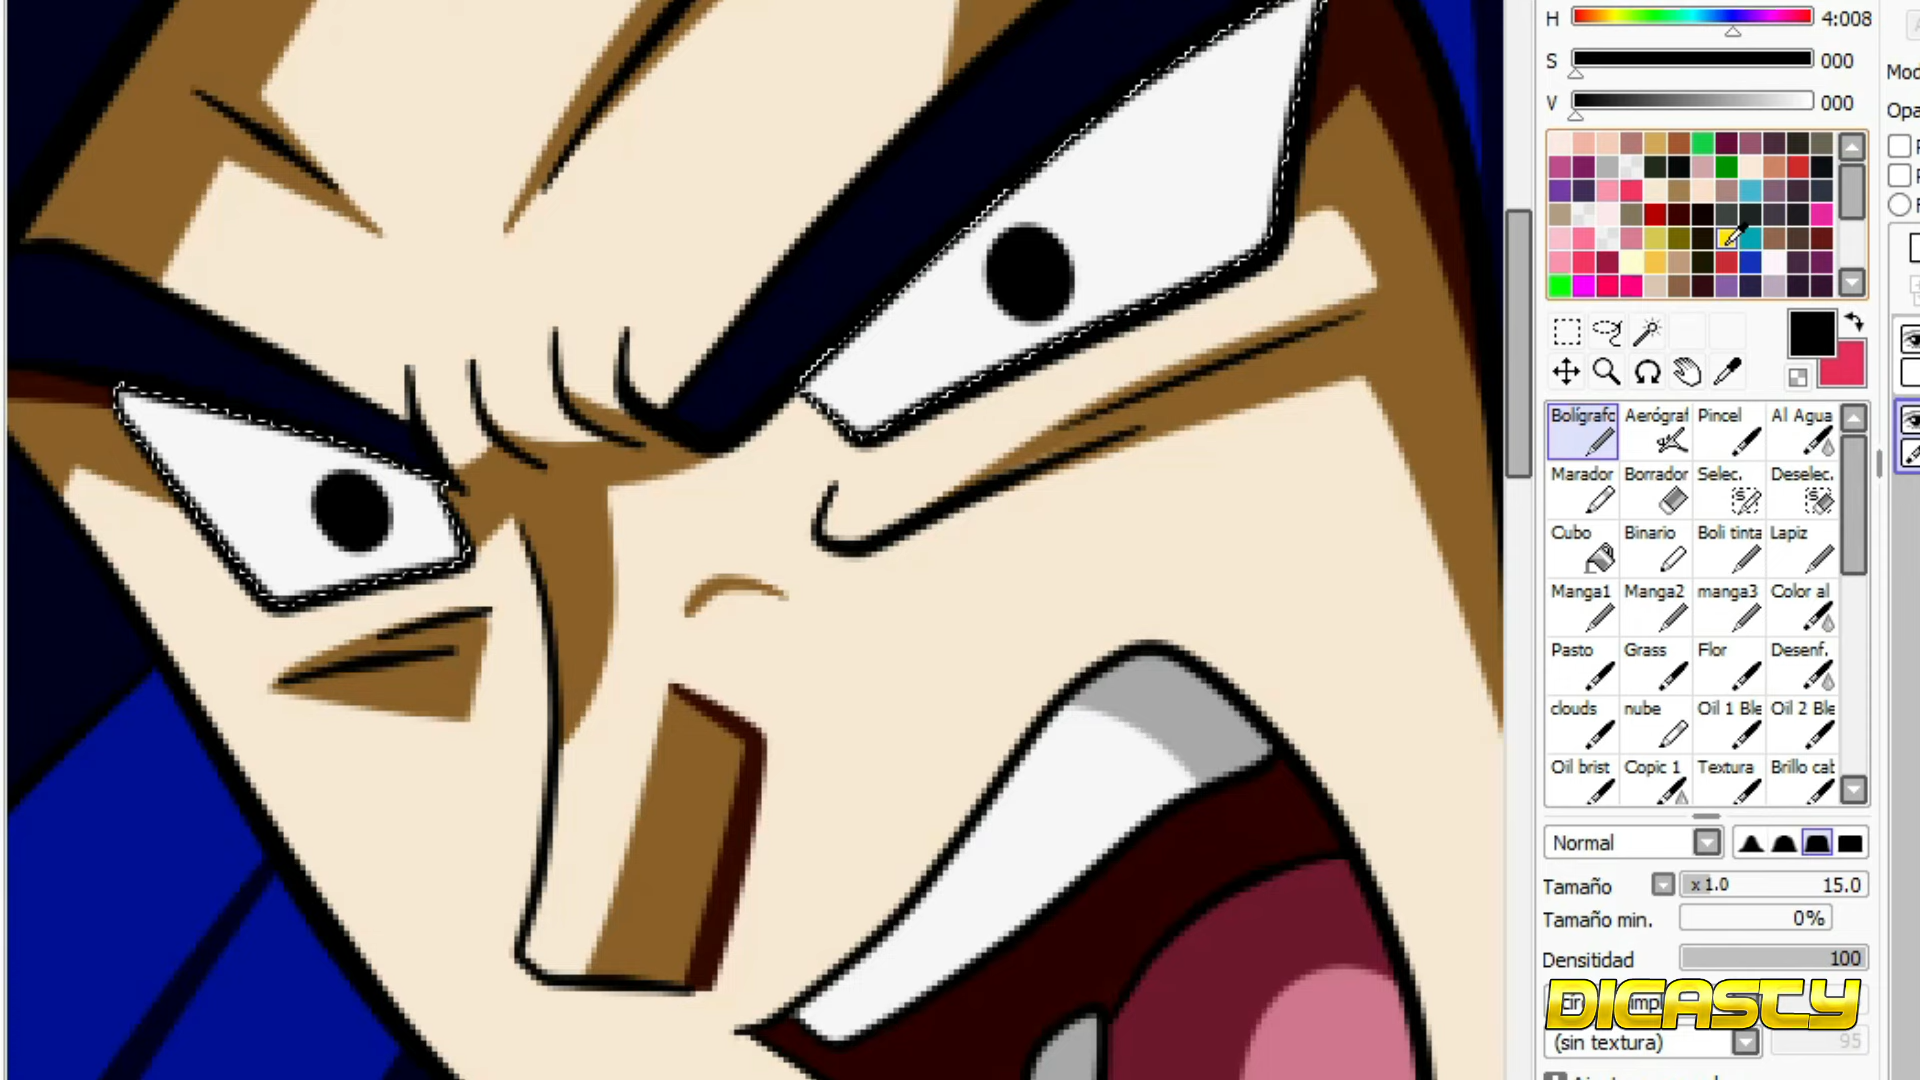 H 4:008
S 000
V 000
Mod
Opa
Bolígrafo Aerógraf Pincel Al Agua
Marador Borrador Selec. Deselec.
Cubo Binario Boli tinta Lapiz
Manga1 Manga2 manga3 Color al
Pasto Grass Flor Desenf.
clouds nube Oil 1 Ble Oil 2 Ble
Oil brist Copic 1 Textura Brillo cab
Normal
Tamaño x 1.0 15.0
Tamaño min. 0%
Densitidad 100
DICASTY
(sin textura) 95